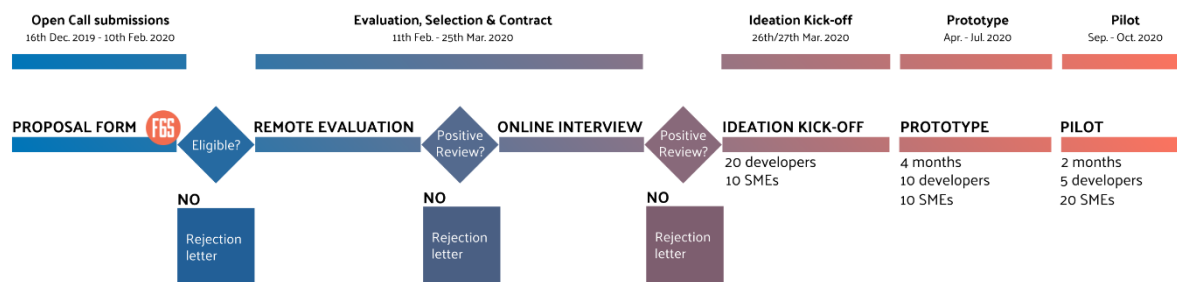 Open Call submissions
16th Dec. 2019 - 10th Feb. 2020
Evaluation, Selection & Contract
11th Feb. - 25th Mar. 2020
Ideation Kick-off
26th/27th Mar. 2020
Prototype
Apr. - Jul. 2020
Pilot
Sep. - Oct. 2020
PROPOSAL FORM
F6S
Eligible?
REMOTE EVALUATION
Positive
Review?
ONLINE INTERVIEW
Positive
Review?
IDEATION KICK-OFF
20 developers
10 SMEs
PROTOTYPE
4 months
10 developers
10 SMEs
PILOT
2 months
5 developers
20 SMEs
NO
Rejection
letter
NO
Rejection
letter
NO
Rejection
letter